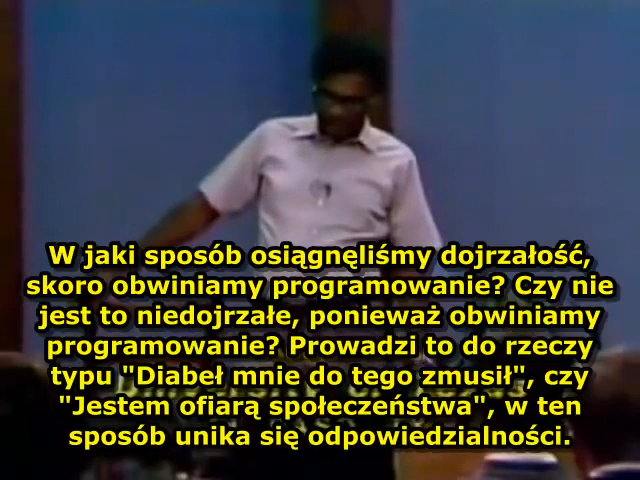 W jaki sposób osiągnęliśmy dojrzałość,
skoro obwiniamy programowanie? Czy nie
jest to niedojrzałe, ponieważ obwiniamy
programowanie? Prowadzi to do rzeczy
typu "Diabeł mnie do tego zmusił", czy
"Jestem ofiarą społeczeństwa", w ten
sposób unika się odpowiedzialności.